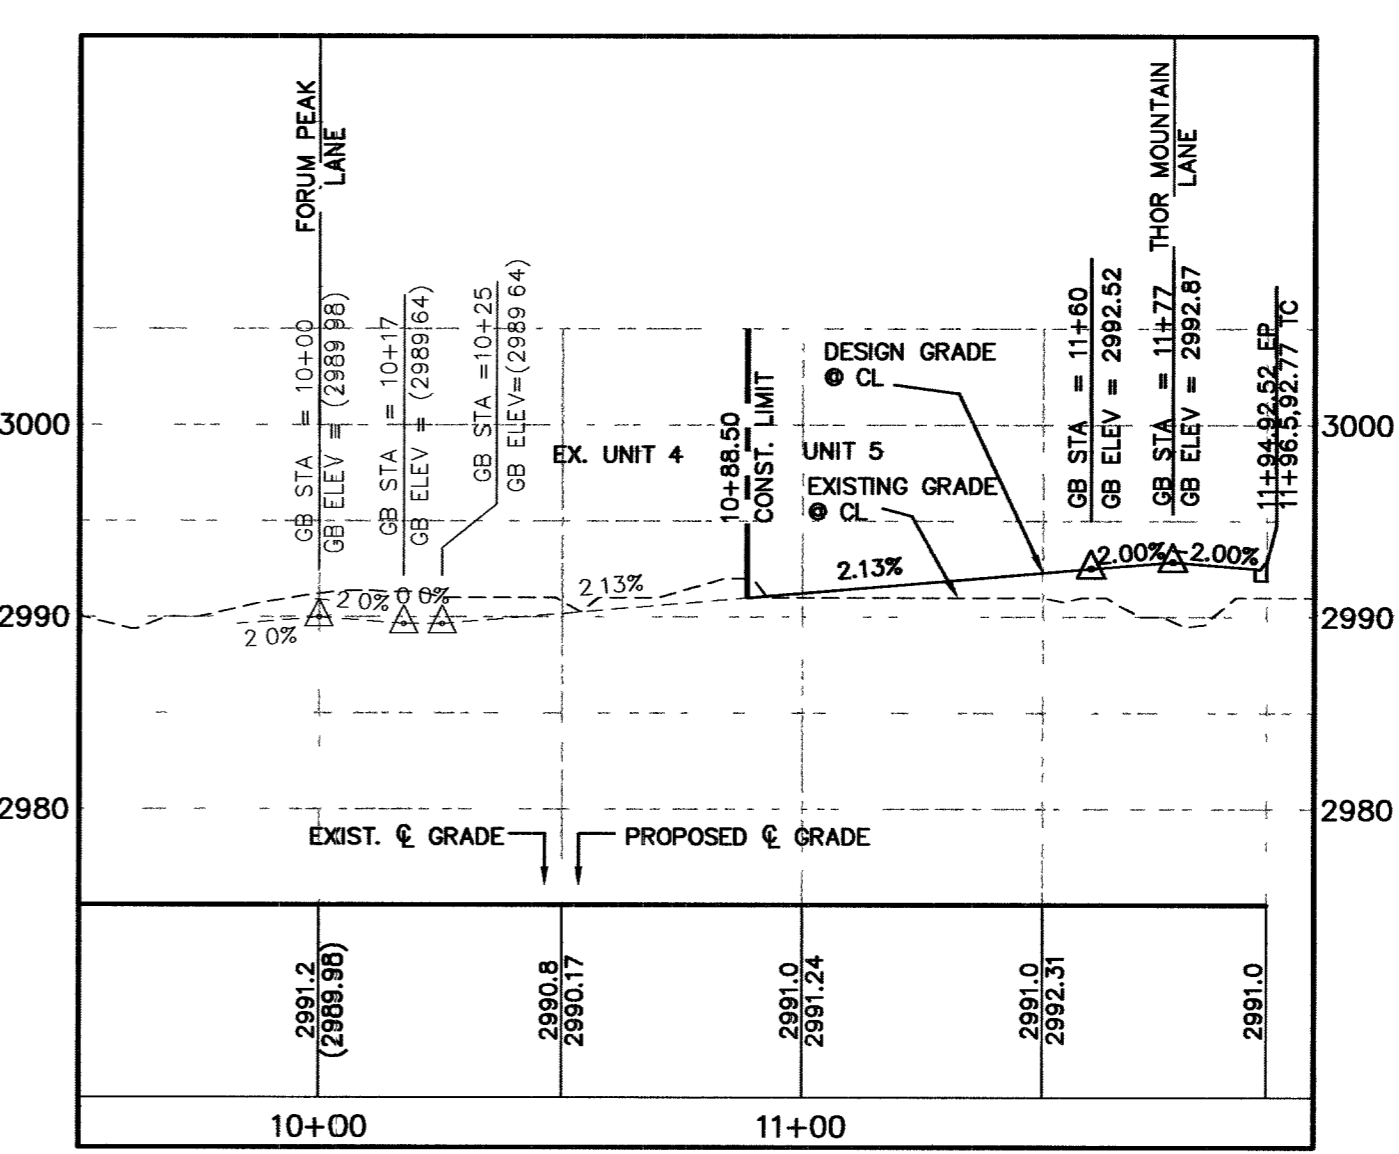 FORUM PEAK
LANE
THOR MOUNTAIN
LANE
GB STA = 10+00
GB ELEV = (2989 98)
GB STA = 10+17
GB ELEV = (2989 64)
GB STA =10+25
GB ELEV=(2989 64)
EX. UNIT 4
10+88.50
CONST. LIMIT
DESIGN GRADE
@ CL
UNIT 5
EXISTING GRADE
@ CL
GB STA = 11+60
GB ELEV = 2992.52
GB STA = 11+77
GB ELEV = 2992.87
11+94.92.52 EP
11+96.5,92.77 TC
3000
3000
2.0%
2 0%
0 0%
2 13%
2.13%
2.00%
-2.00%
2990
2990
2980
2980
EXIST. ℄ GRADE
PROPOSED ℄ GRADE
2991.2
(2989.98)
2990.8
2990.17
2991.0
2991.24
2991.0
2992.31
2991.0
10+00
11+00